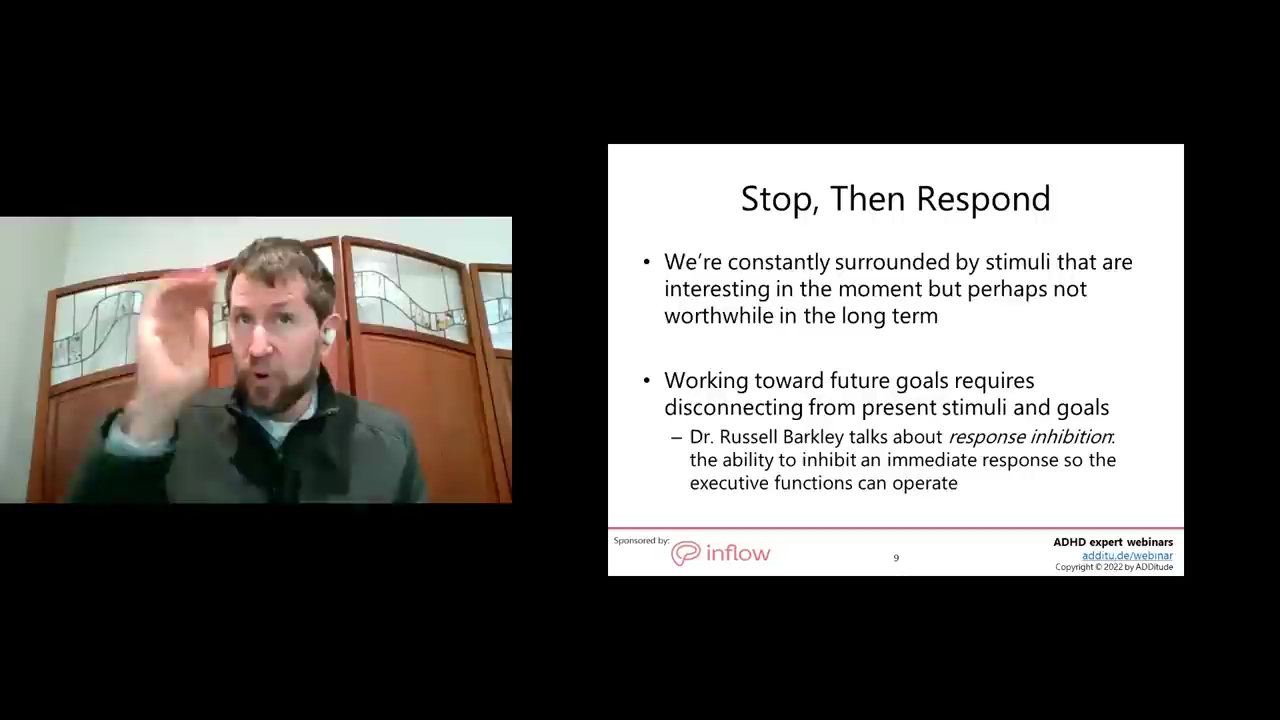 Stop, Then Respond
• We’re constantly surrounded by stimuli that are
interesting in the moment but perhaps not
worthwhile in the long term
• Working toward future goals requires
disconnecting from present stimuli and goals
– Dr. Russell Barkley talks about response inhibition:
the ability to inhibit an immediate response so the
executive functions can operate
Sponsored by:
inflow
9
ADHD expert webinars
additu.de/webinar
Copyright © 2022 by ADDitude